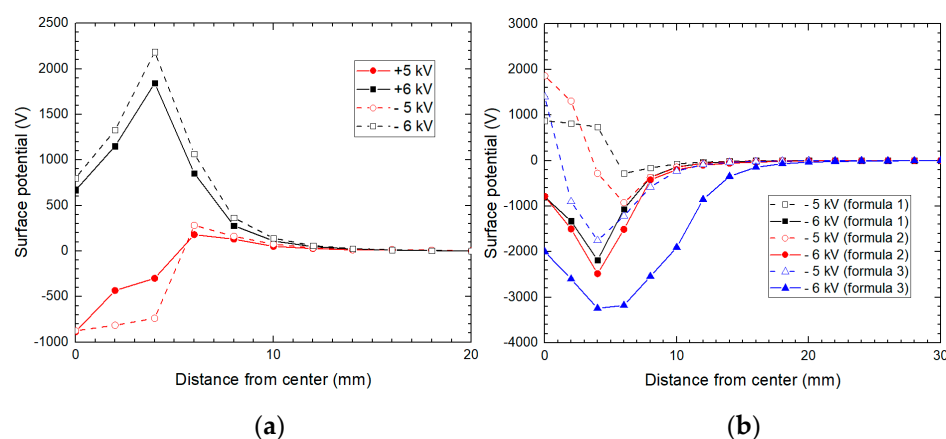 (a)
Surface potential (V)
2500
2000
1500
1000
500
0
-500
-1000
+5 kV
+6 kV
- 5 kV
- 6 kV
0
10
20
Distance from center (mm)
(b)
Surface potential (V)
3000
2000
1000
0
-1000
-2000
-3000
-4000
- 5 kV (formula 1)
- 6 kV (formula 1)
- 5 kV (formula 2)
- 6 kV (formula 2)
- 5 kV (formula 3)
- 6 kV (formula 3)
0
10
20
30
Distance from center (mm)
(a)
(b)